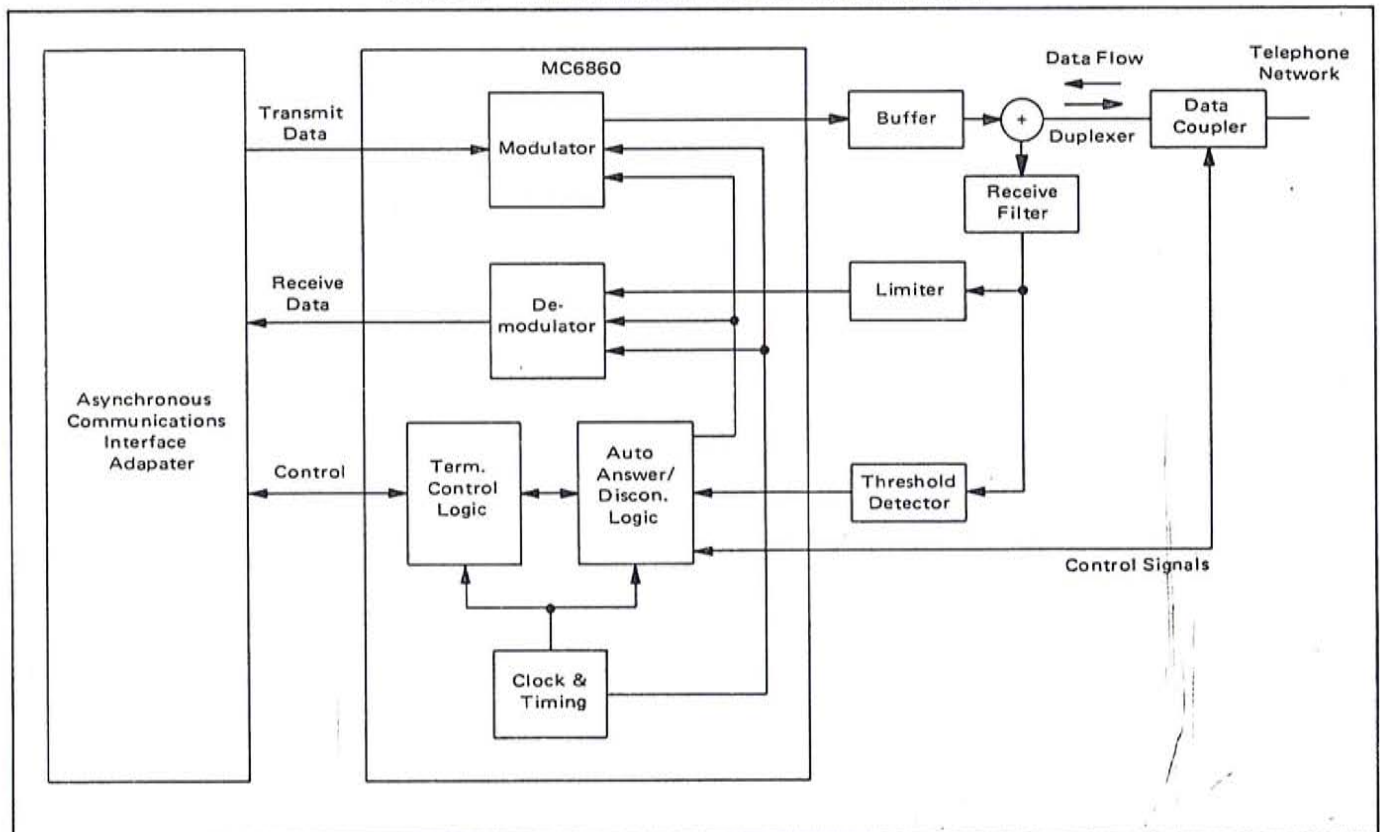 MC6860
Data Flow
Telephone
Network
Transmit
Data
Modulator
Buffer
+
Duplexer
Data
Coupler
Receive
Filter
Receive
Data
De-
modulator
Limiter
Asynchronous
Communications
Interface
Adapater
Control
Term.
Control
Logic
Auto
Answer/
Discon.
Logic
Threshold
Detector
Control Signals
Clock &
Timing